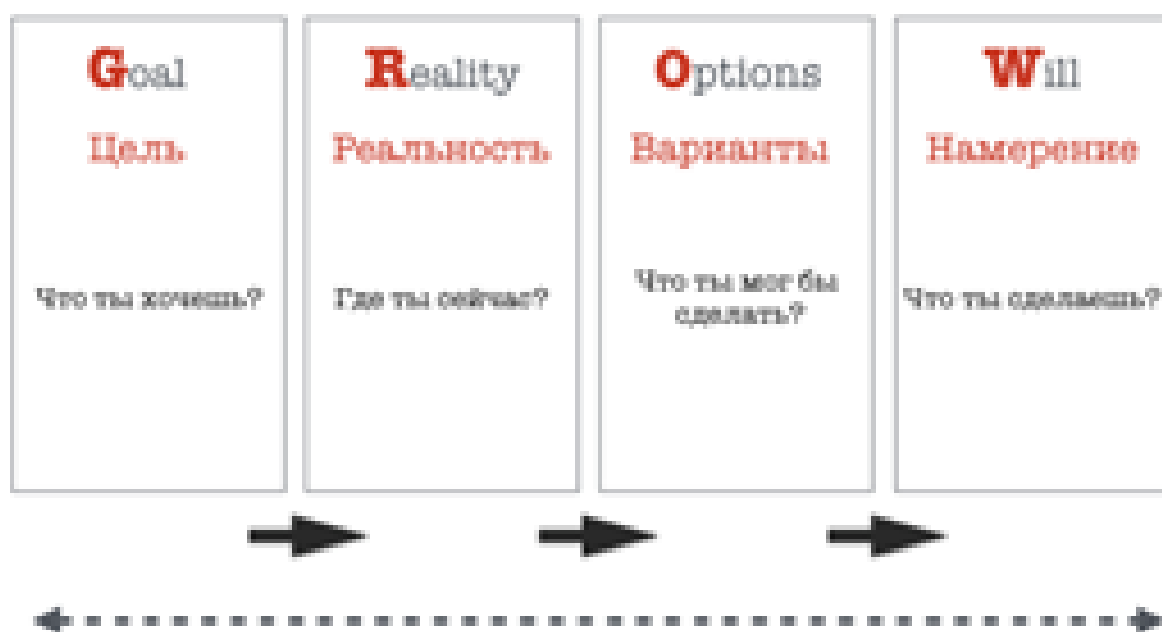 Goal
Цель
Что ты хочешь?
Reality
Реальность
Где ты сейчас?
Options
Варианты
Что ты мог бы
сделать?
Will
Намерение
Что ты сделаешь?